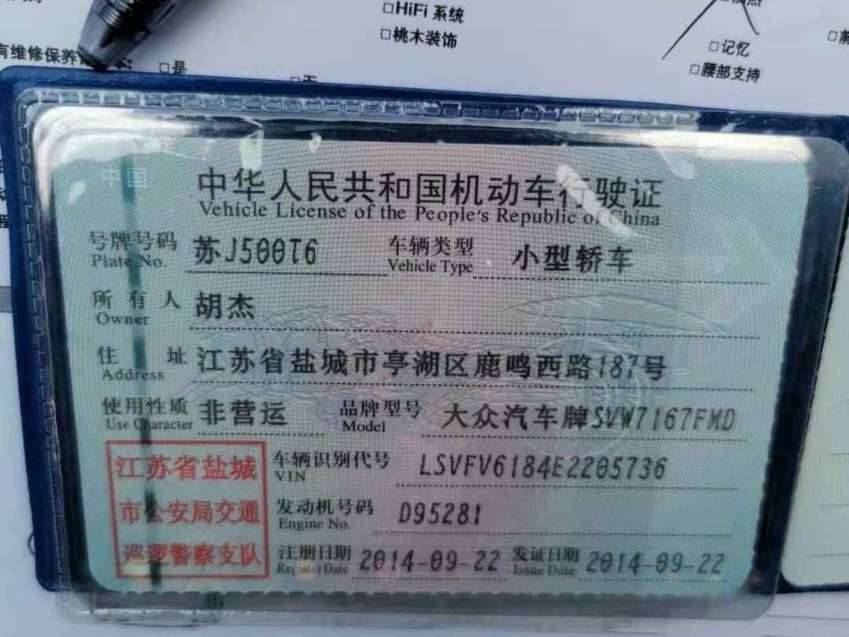 □HiFi 系统
□桃木装饰
□记忆
□腰部支持
有维修保养
□是
中国
中华人民共和国机动车行驶证
Vehicle License of the People's Republic of China
号牌号码 苏J500T6 车辆类型 小型轿车
Plate No. Vehicle Type
所有人 胡杰
Owner
住址 江苏省盐城市亭湖区鹿鸣西路187号
Address
使用性质 非营运 品牌型号 大众汽车牌SVW7167FMD
Use Character Model
江苏省盐城 车辆识别代号 LSVFV6184E2205736
VIN
市公安局交通 发动机号码 D95281
Engine No.
巡逻警察支队 注册日期 2014-09-22 发证日期 2014-09-22
Register Date Issue Date